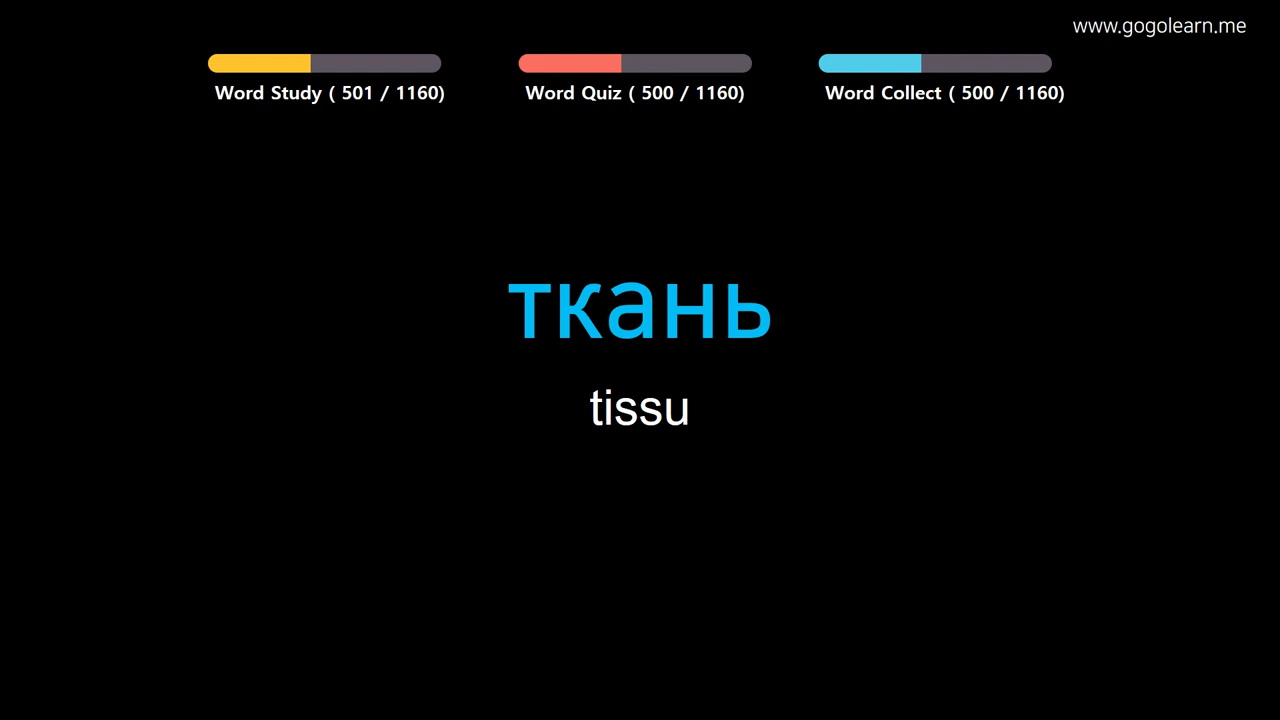 www.gogolearn.me
Word Study ( 501 / 1160)
Word Quiz ( 500 / 1160)
Word Collect ( 500 / 1160)
ткань
tissu